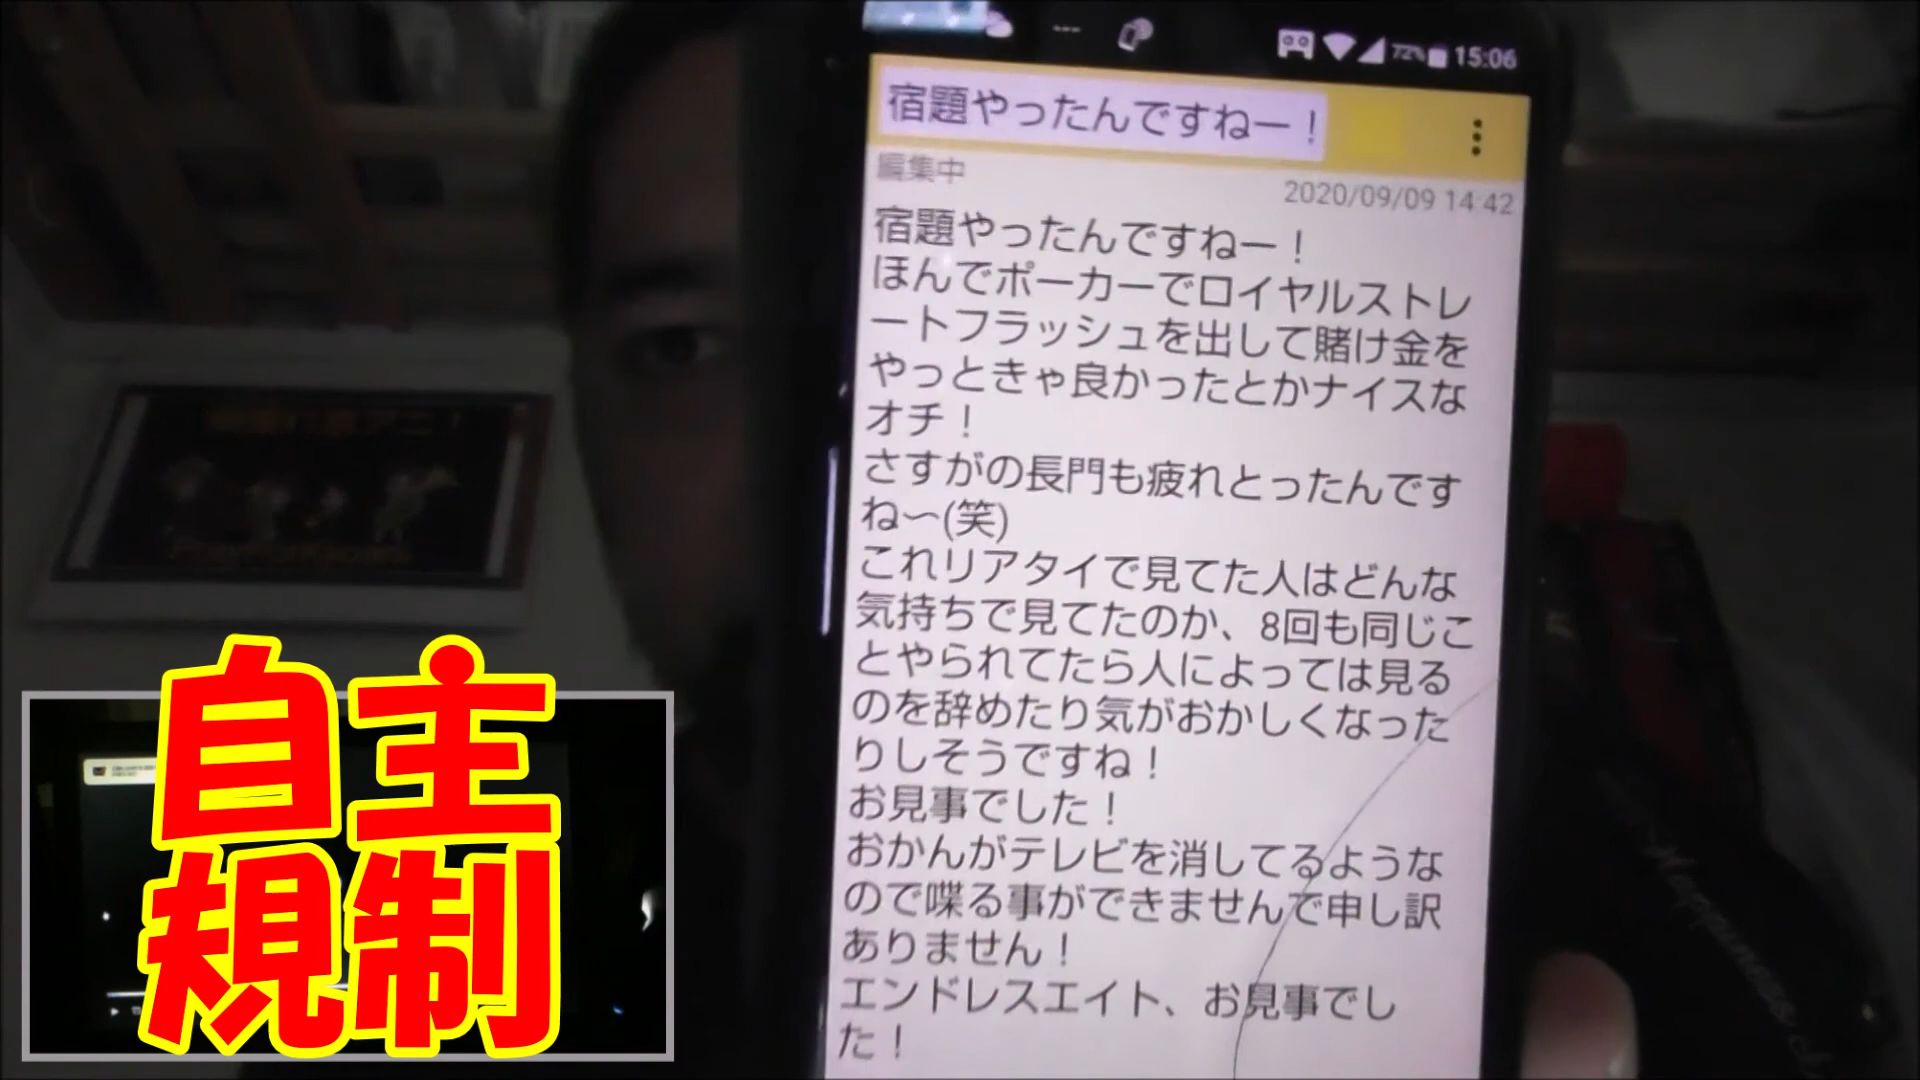 72% 15:06
宿題やったんですねー！
編集中
2020/09/09 14:42
宿題やったんですねー！
ほんでポーカーでロイヤルストレ
ートフラッシュを出して賭け金を
やっときゃ良かったとかナイスな
オチ！
さすがの長門も疲れとったんです
ね〜(笑)
これリアタイで見てた人はどんな
気持ちで見てたのか、8回も同じこ
とやられてたら人によっては見る
のを辞めたり気がおかしくなった
りしそうですね！
お見事でした！
おかんがテレビを消してるような
ので喋る事ができませんで申し訳
ありません！
エンドレスエイト、お見事でし
た！
自主
規制